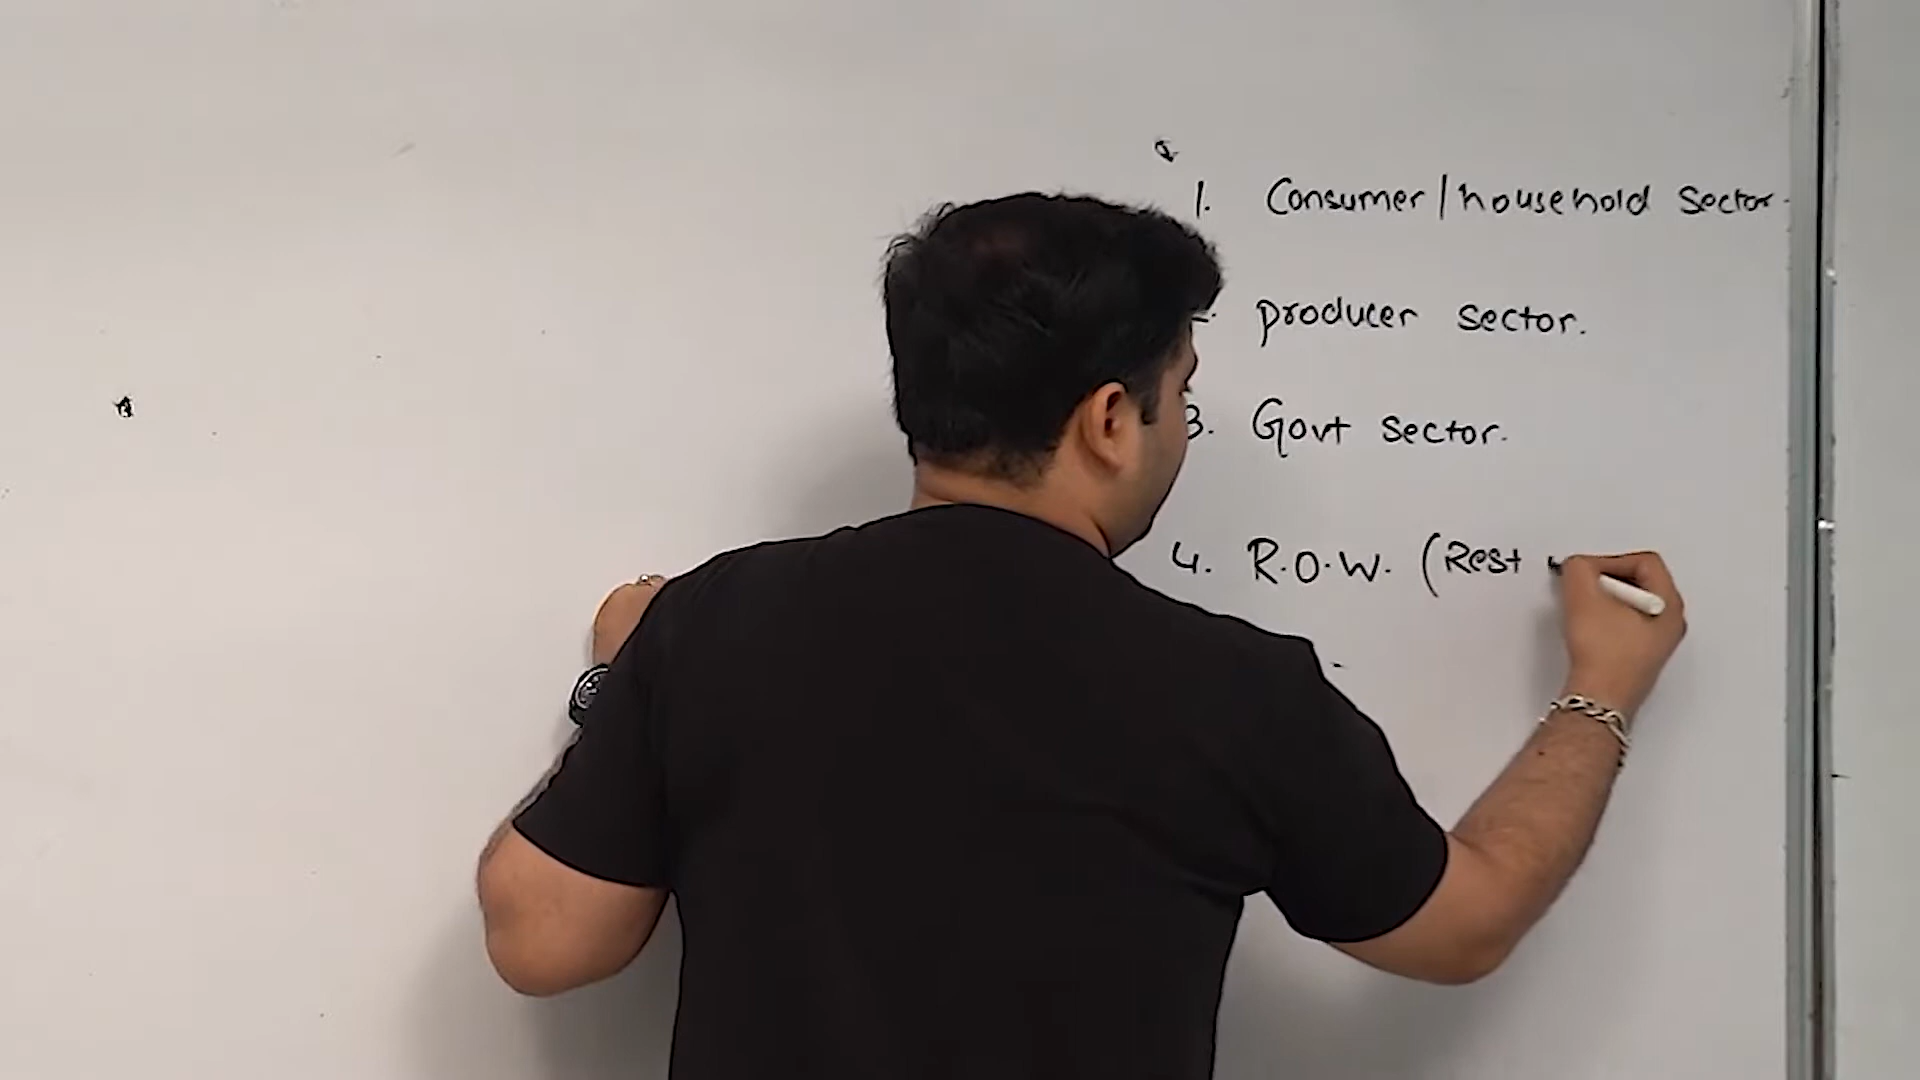 1. Consumer/household Sector.
producer sector.
3. Govt sector.
4. R.O.W. (Rest